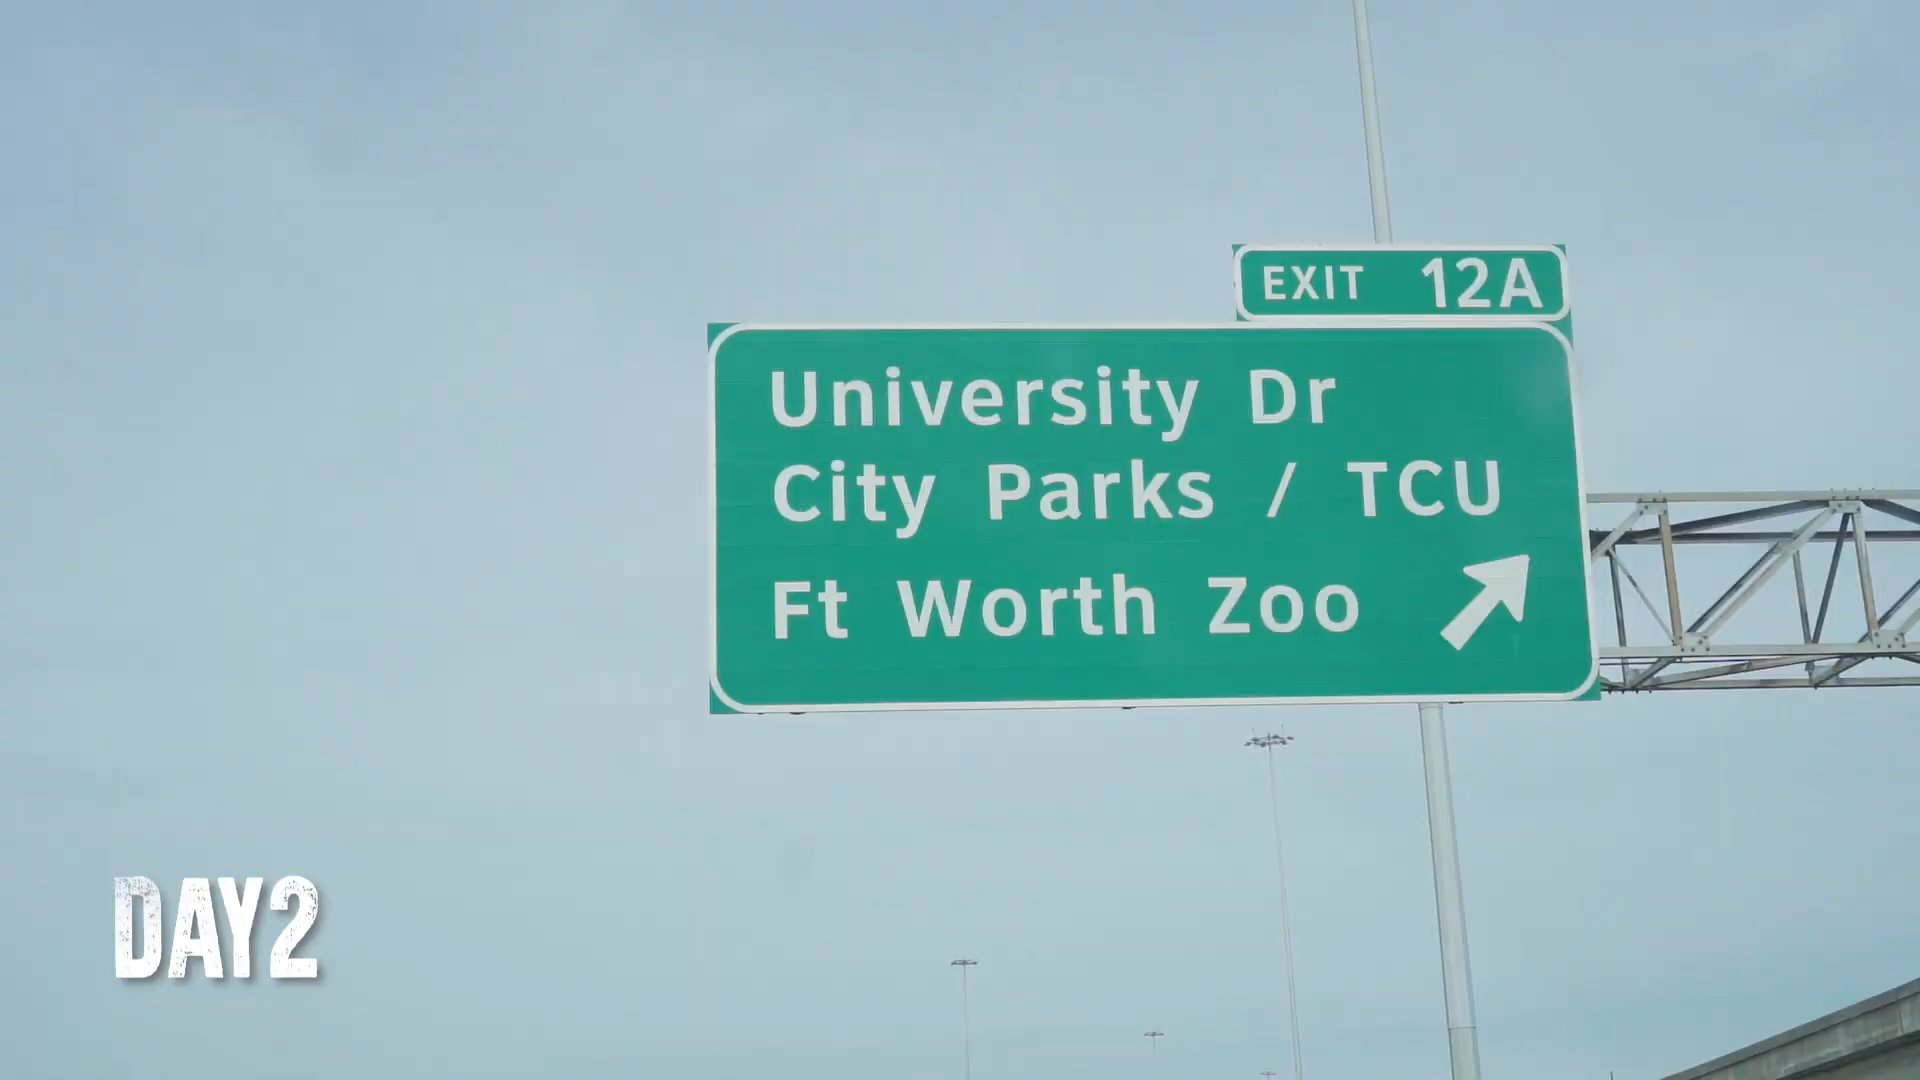 EXIT 12A
University Dr
City Parks / TCU
Ft Worth Zoo
DAY2